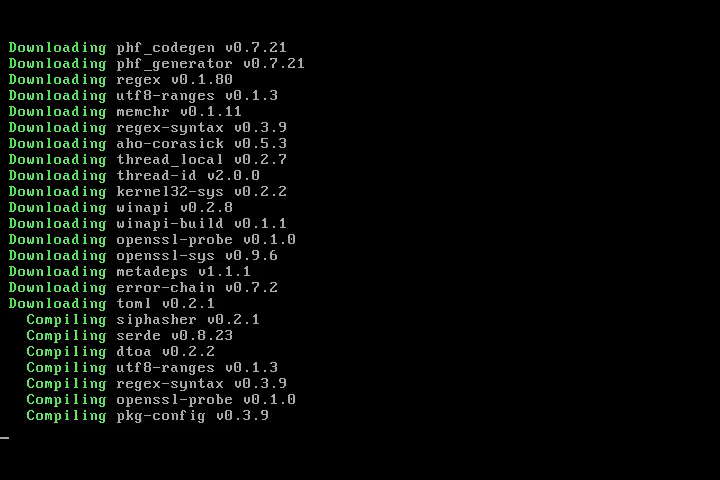 Downloading phf_codegen v0.7.21
Downloading phf_generator v0.7.21
Downloading regex v0.1.80
Downloading utf8-ranges v0.1.3
Downloading memchr v0.1.11
Downloading regex-syntax v0.3.9
Downloading aho-corasick v0.5.3
Downloading thread_local v0.2.7
Downloading thread-id v2.0.0
Downloading kernel32-sys v0.2.2
Downloading winapi v0.2.8
Downloading winapi-build v0.1.1
Downloading openssl-probe v0.1.0
Downloading openssl-sys v0.9.6
Downloading metadeps v1.1.1
Downloading error-chain v0.7.2
Downloading toml v0.2.1
Compiling siphasher v0.2.1
Compiling serde v0.8.23
Compiling dtoa v0.2.2
Compiling utf8-ranges v0.1.3
Compiling regex-syntax v0.3.9
Compiling openssl-probe v0.1.0
Compiling pkg-config v0.3.9